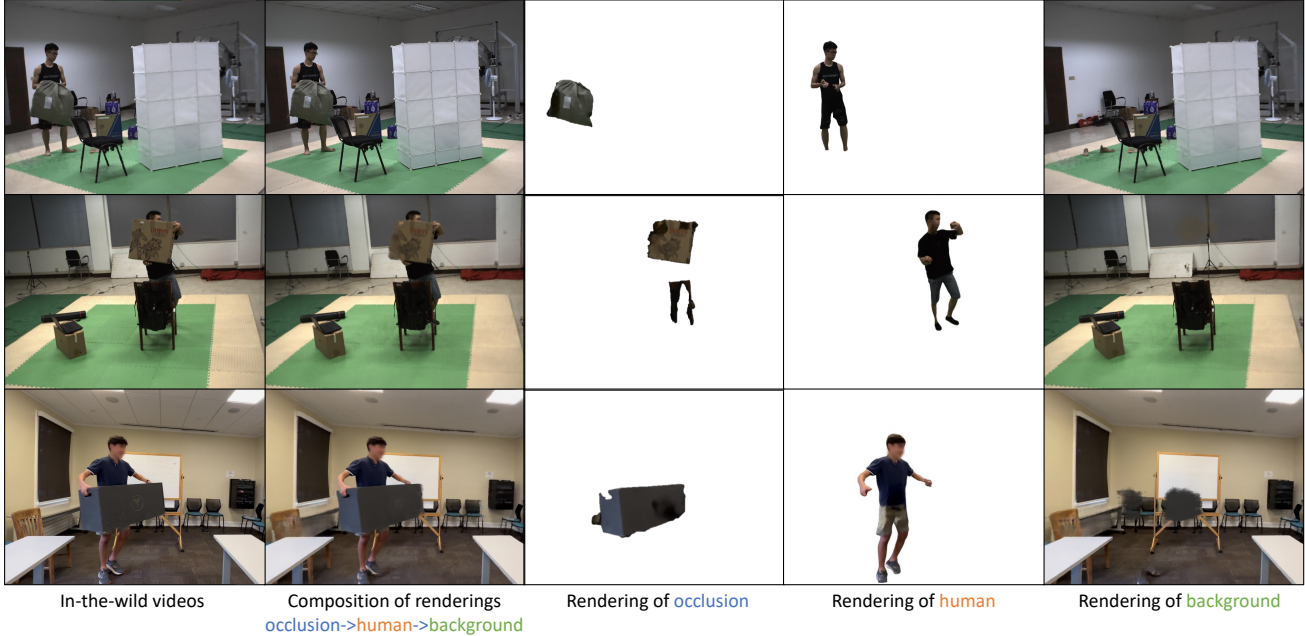 In-the-wild videos
Composition of renderings
occlusion->human->background
Rendering of occlusion
Rendering of human
Rendering of background